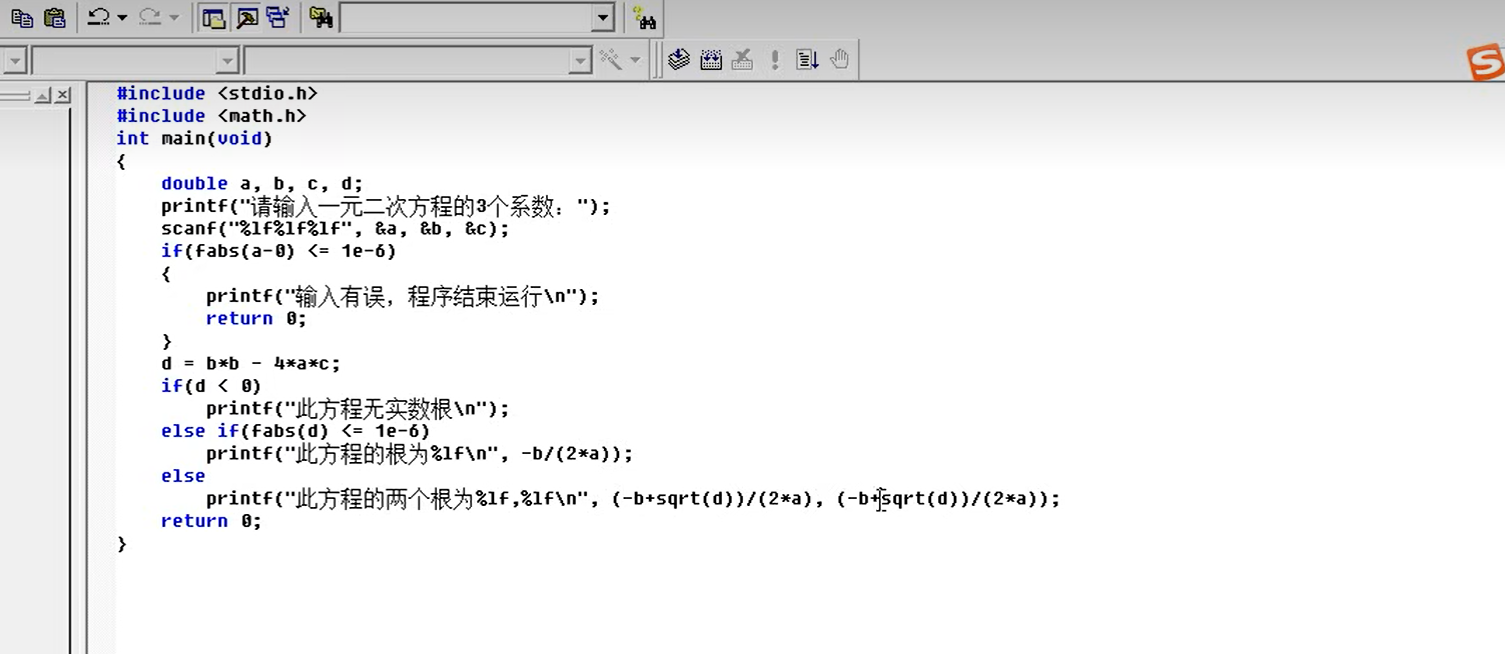 #include <stdio.h>
#include <math.h>
int main(void)
{
    double a, b, c, d;
    printf("请输入一元二次方程的3个系数：");
    scanf("%lf%lf%lf", &a, &b, &c);
    if(fabs(a-0) <= 1e-6)
    {
        printf("输入有误，程序结束运行\n");
        return 0;
    }
    d = b*b - 4*a*c;
    if(d < 0)
        printf("此方程无实数根\n");
    else if(fabs(d) <= 1e-6)
        printf("此方程的根为%lf\n", -b/(2*a));
    else
        printf("此方程的两个根为%lf,%lf\n", (-b+sqrt(d))/(2*a), (-b+sqrt(d))/(2*a));
    return 0;
}